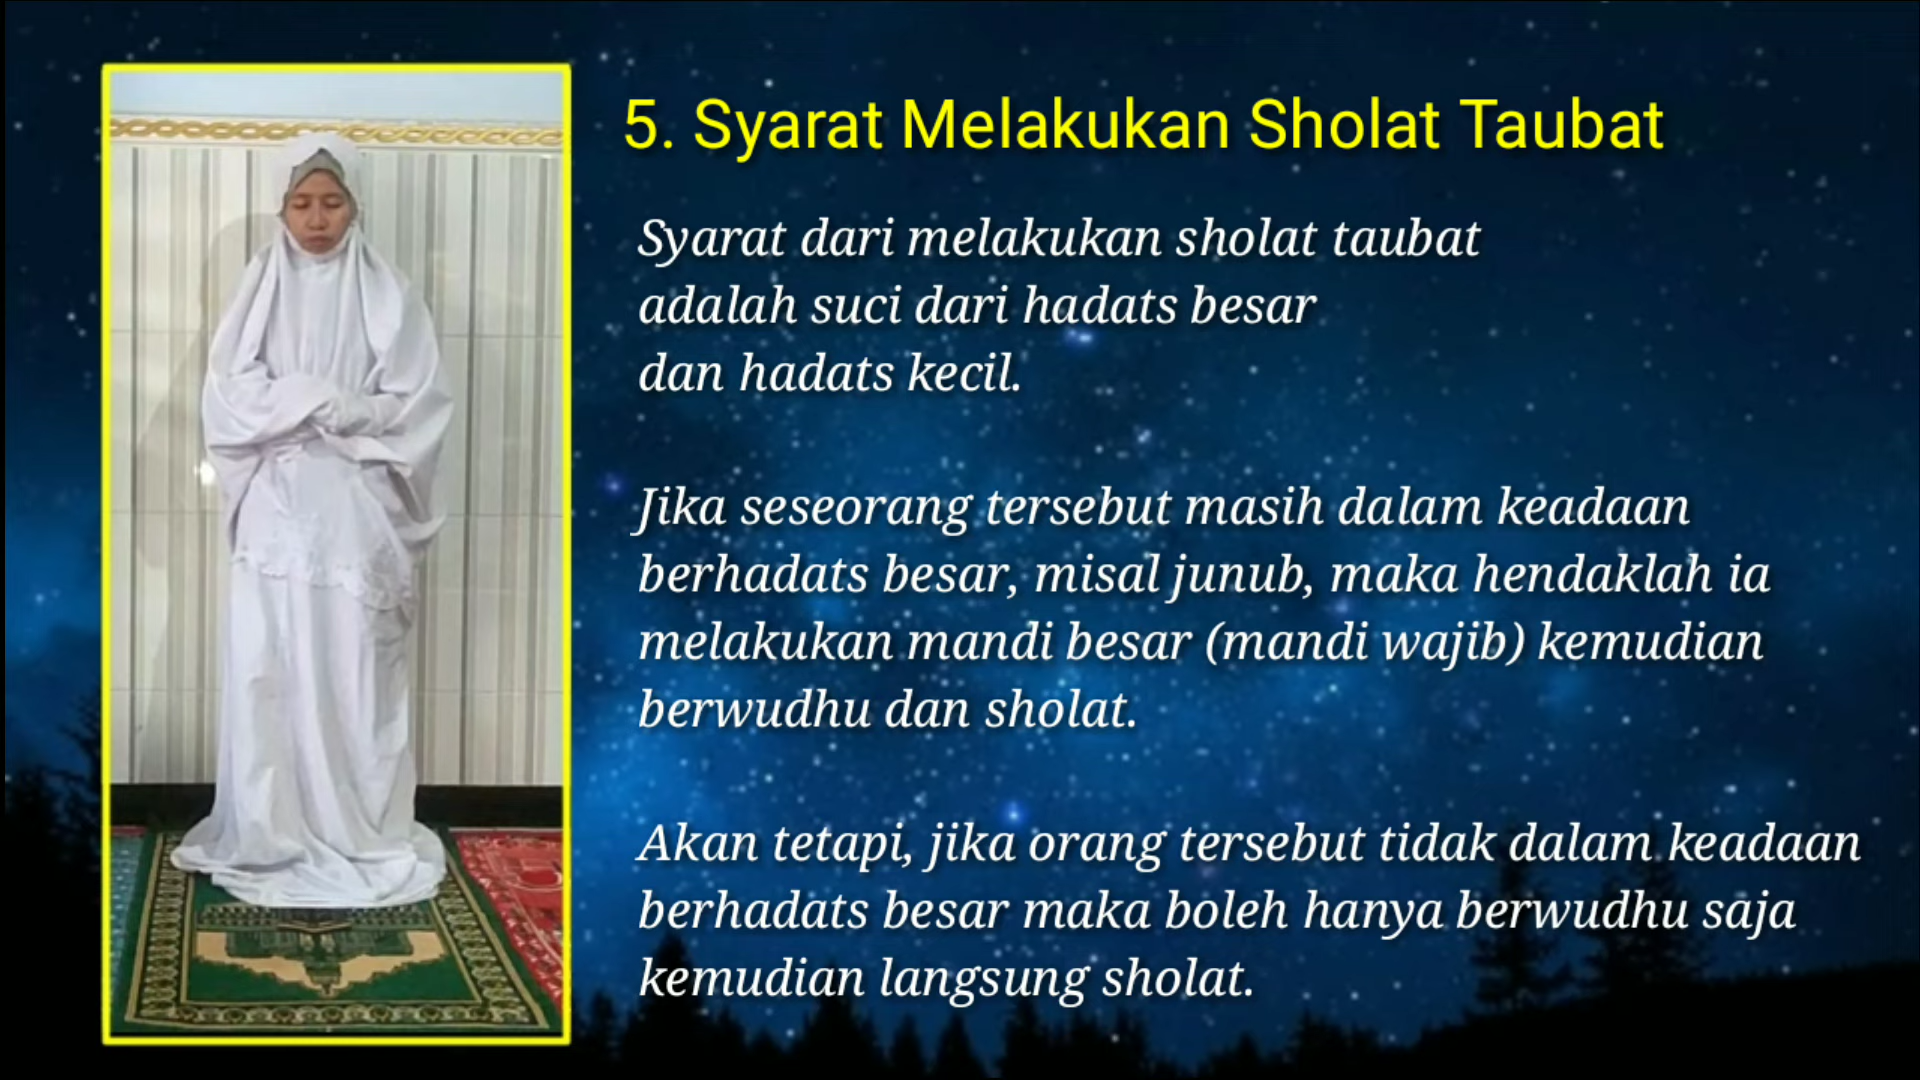 5. Syarat Melakukan Sholat Taubat
Syarat dari melakukan sholat taubat
adalah suci dari hadats besar
dan hadats kecil.
Jika seseorang tersebut masih dalam keadaan
berhadats besar, misal junub, maka hendaklah ia
melakukan mandi besar (mandi wajib) kemudian
berwudhu dan sholat.
Akan tetapi, jika orang tersebut tidak dalam keadaan
berhadats besar maka boleh hanya berwudhu saja
kemudian langsung sholat.